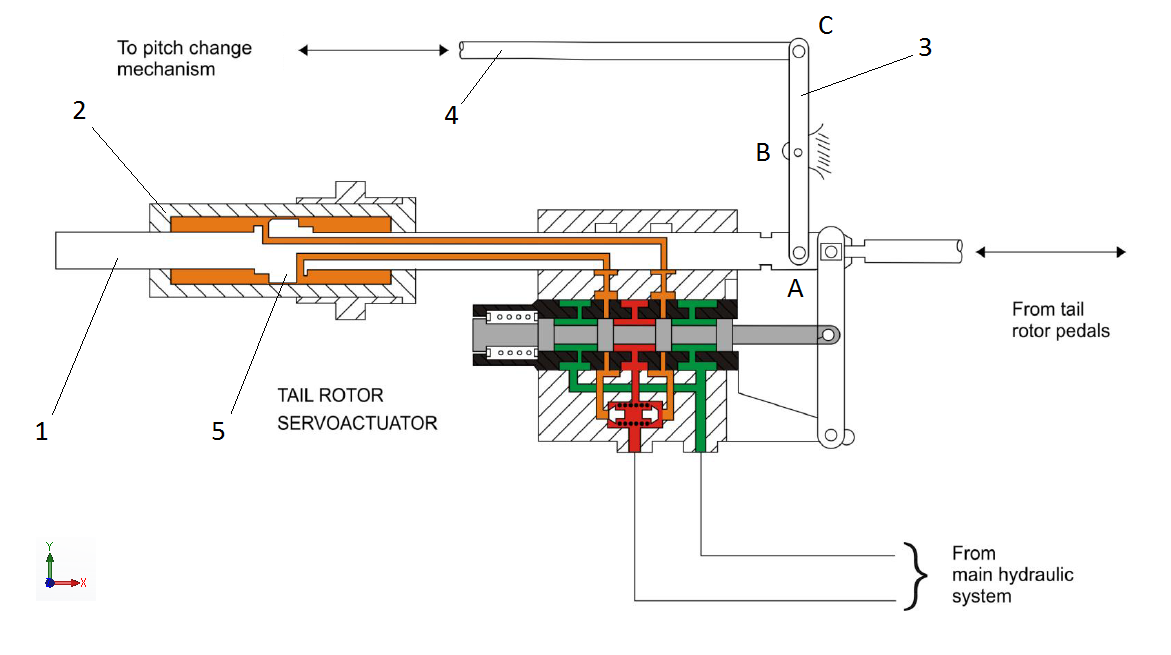 C
To pitch change
mechanism
3
4
2
B
A
From tail
rotor pedals
TAIL ROTOR
SERVOACTUATOR
1
5
Y
X
From
main hydraulic
system